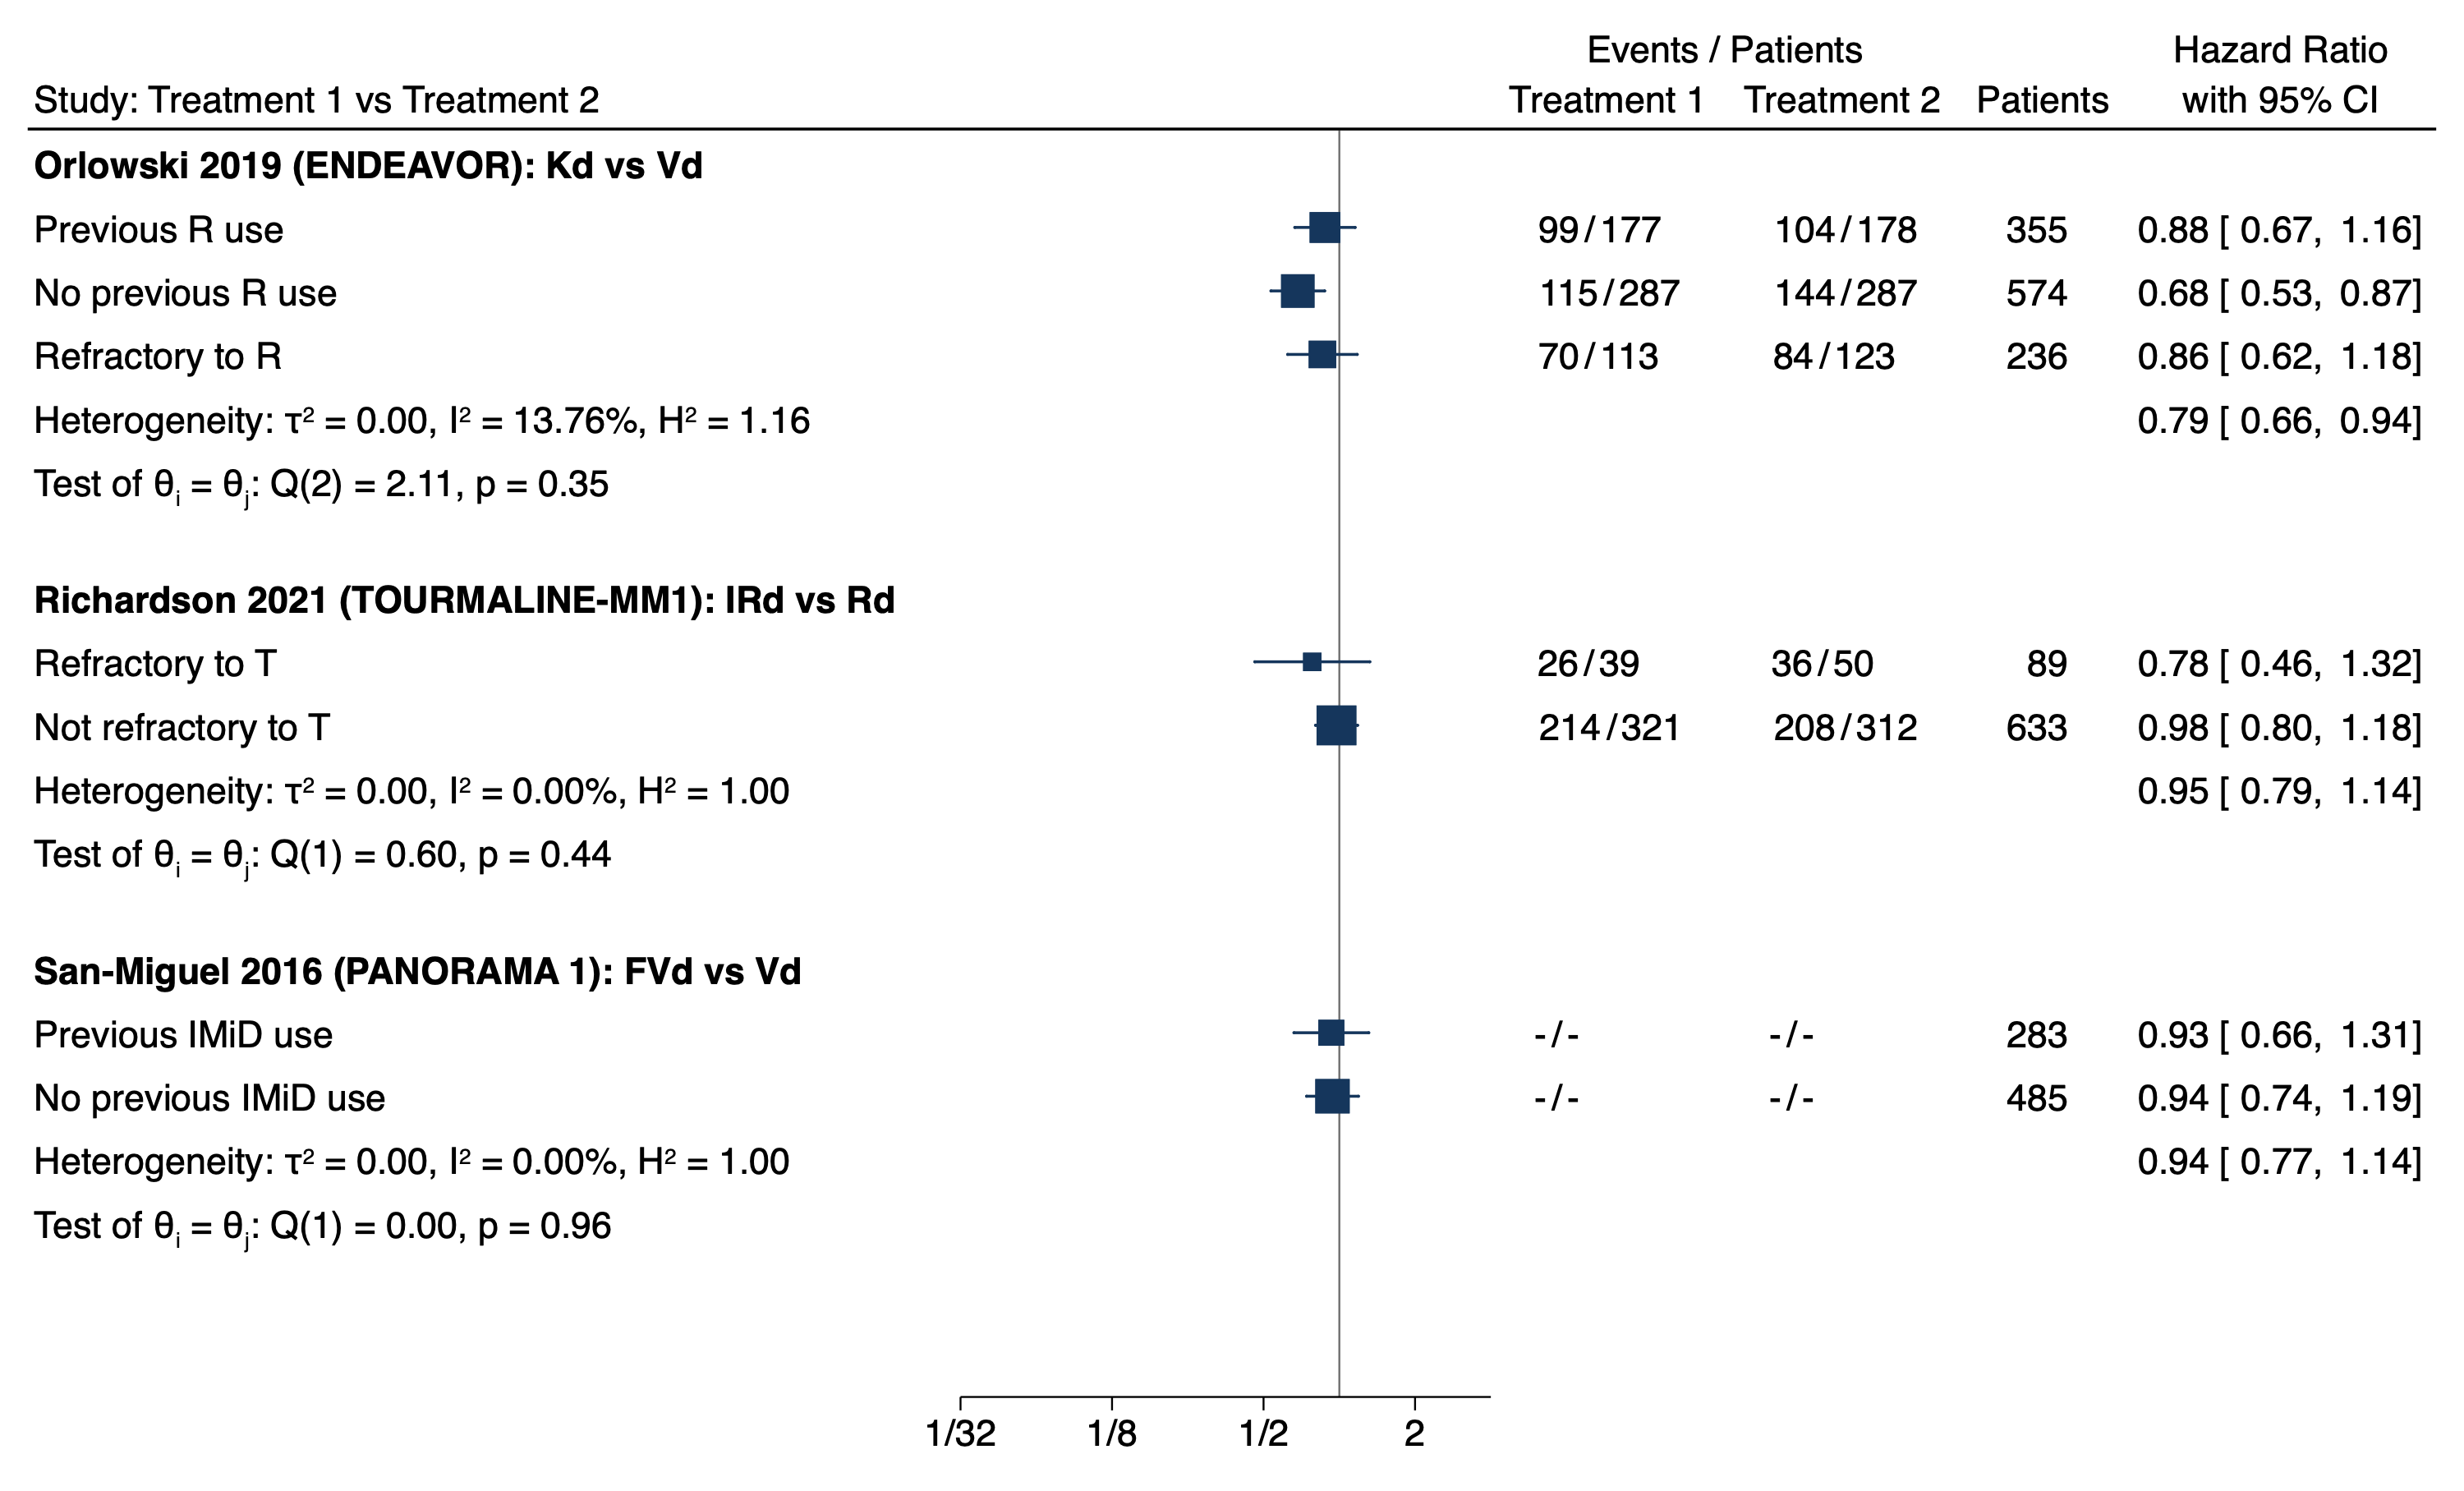 Events / Patients Hazard Ratio
Study: Treatment 1 vs Treatment 2 Treatment 1 Treatment 2 Patients with 95% CI
Orlowski 2019 (ENDEAVOR): Kd vs Vd
Previous R use 99/177 104/178 355 0.88 [ 0.67, 1.16]
No previous R use 115/287 144/287 574 0.68 [ 0.53, 0.87]
Refractory to R 70/113 84/123 236 0.86 [ 0.62, 1.18]
Heterogeneity: τ² = 0.00, I² = 13.76%, H² = 1.16 0.79 [ 0.66, 0.94]
Test of θᵢ = θⱼ: Q(2) = 2.11, p = 0.35
Richardson 2021 (TOURMALINE-MM1): IRd vs Rd
Refractory to T 26/39 36/50 89 0.78 [ 0.46, 1.32]
Not refractory to T 214/321 208/312 633 0.98 [ 0.80, 1.18]
Heterogeneity: τ² = 0.00, I² = 0.00%, H² = 1.00 0.95 [ 0.79, 1.14]
Test of θᵢ = θⱼ: Q(1) = 0.60, p = 0.44
San-Miguel 2016 (PANORAMA 1): FVd vs Vd
Previous IMiD use -/- -/- 283 0.93 [ 0.66, 1.31]
No previous IMiD use -/- -/- 485 0.94 [ 0.74, 1.19]
Heterogeneity: τ² = 0.00, I² = 0.00%, H² = 1.00 0.94 [ 0.77, 1.14]
Test of θᵢ = θⱼ: Q(1) = 0.00, p = 0.96
1/32 1/8 1/2 2